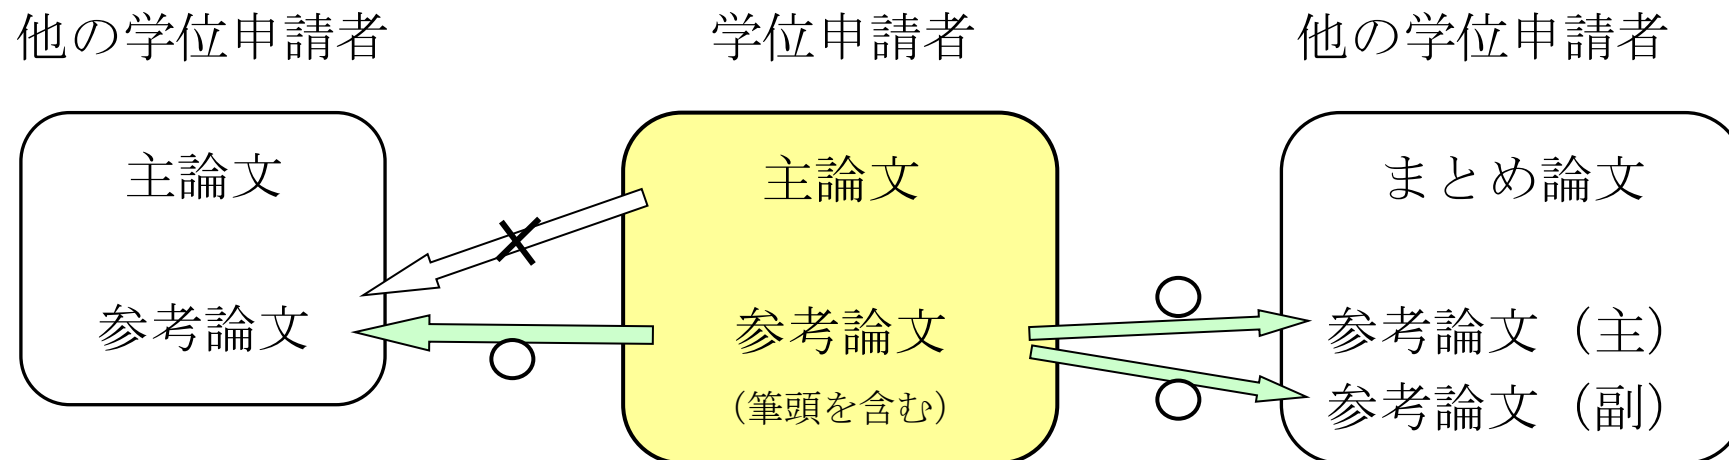 他の学位申請者
学位申請者
他の学位申請者
主論文
参考論文
主論文
参考論文
（筆頭を含む）
まとめ論文
参考論文（主）
参考論文（副）